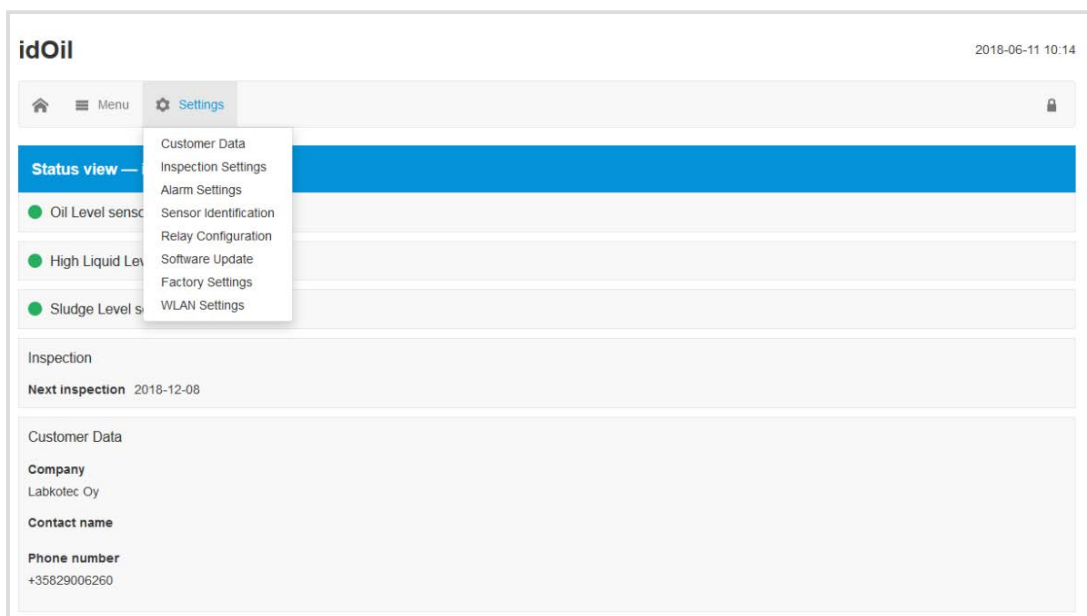 idOil
2018-06-11 10:14
Menu
Settings
Customer Data
Inspection Settings
Alarm Settings
Sensor Identification
Relay Configuration
Software Update
Factory Settings
WLAN Settings
Status view —
Oil Level
High Liquid
Sludge Level
Inspection
Next inspection 2018-12-08
Customer Data
Company
Labkotec Oy
Contact name
Phone number
+35829006260